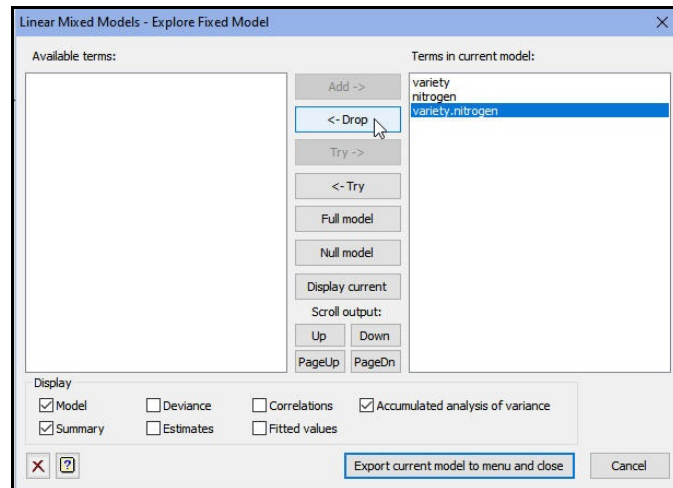 Linear Mixed Models - Explore Fixed Model
Available terms:
Terms in current model:
Add ->
<- Drop
Try ->
<- Try
Full model
Null model
Display current
Scroll output:
Up Down
PageUp PageDn
variety
nitrogen
variety.nitrogen
Display
Model Deviance Correlations Accumulated analysis of variance
Summary Estimates Fitted values
Export current model to menu and close Cancel